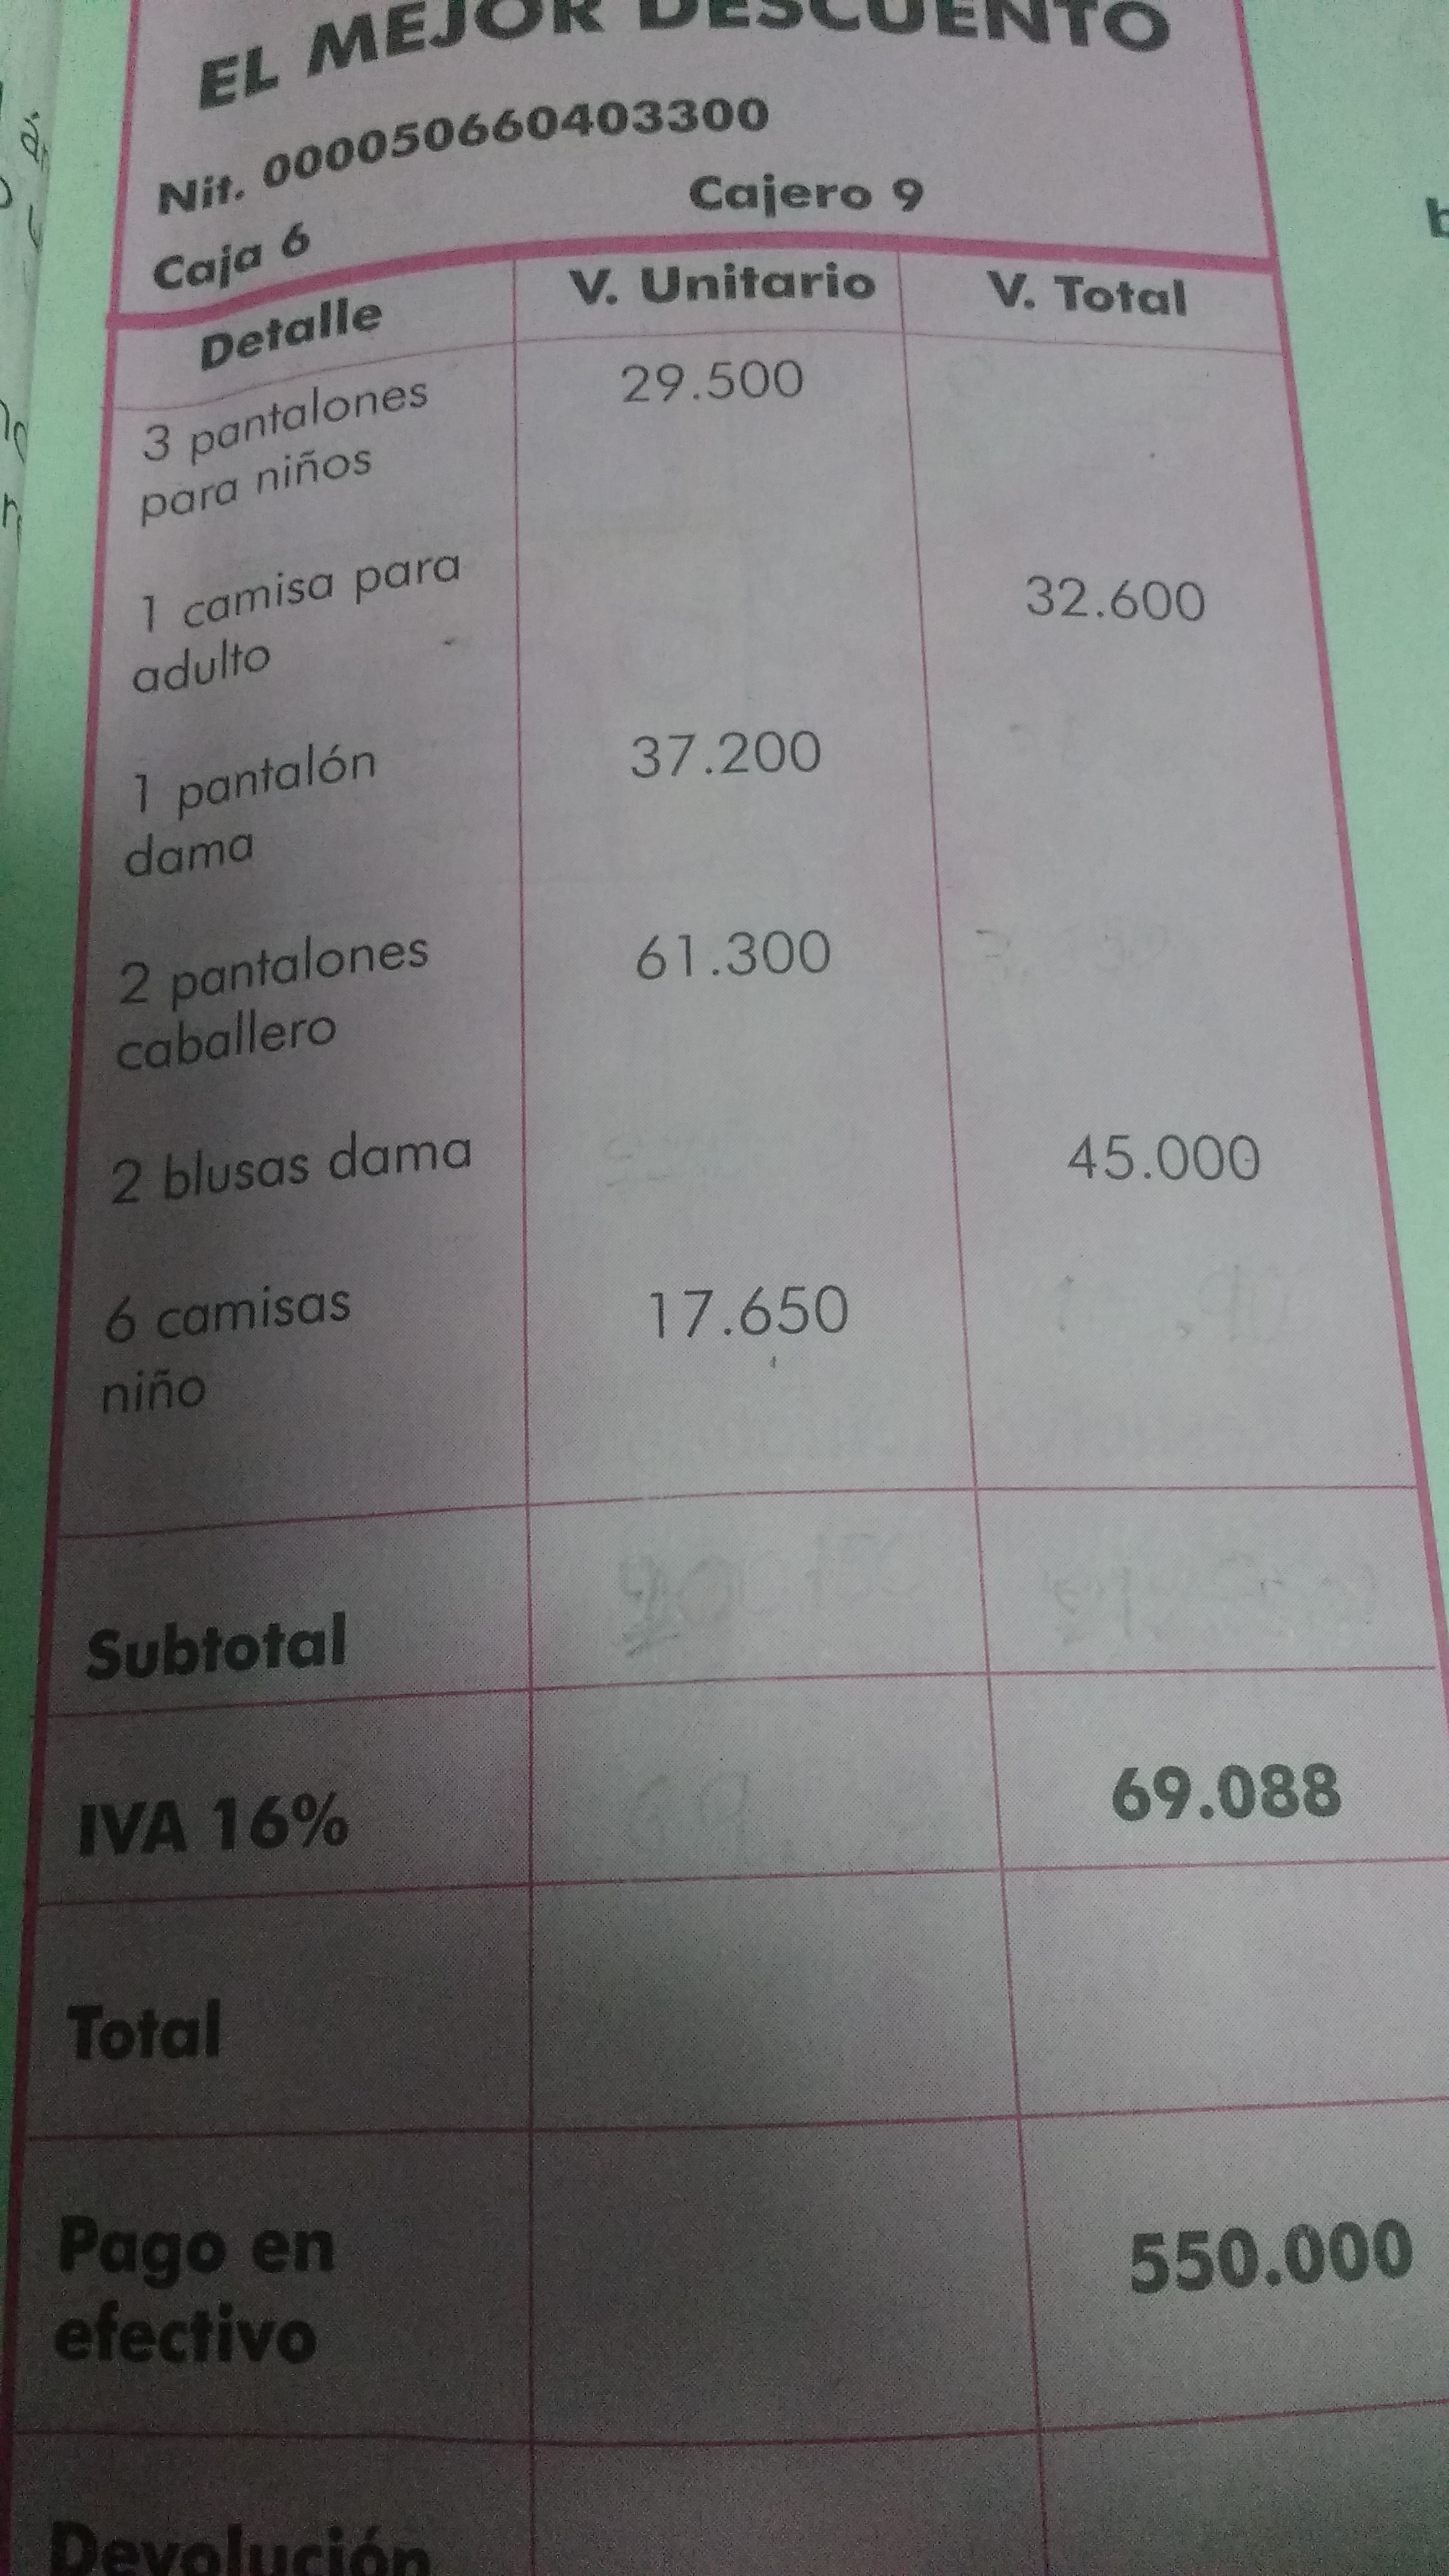 EL MEJOR DESCUENTO
Nit. 000050660403300
Caja 6 Cajero 9
Detalle V. Unitario V. Total
3 pantalones 29.500
para niños
1 camisa para 32.600
adulto
1 pantalón 37.200
dama
2 pantalones 61.300
caballero
2 blusas dama 45.000
6 camisas 17.650
niño
Subtotal
IVA 16% 69.088
Total
Pago en 550.000
efectivo
Devolución